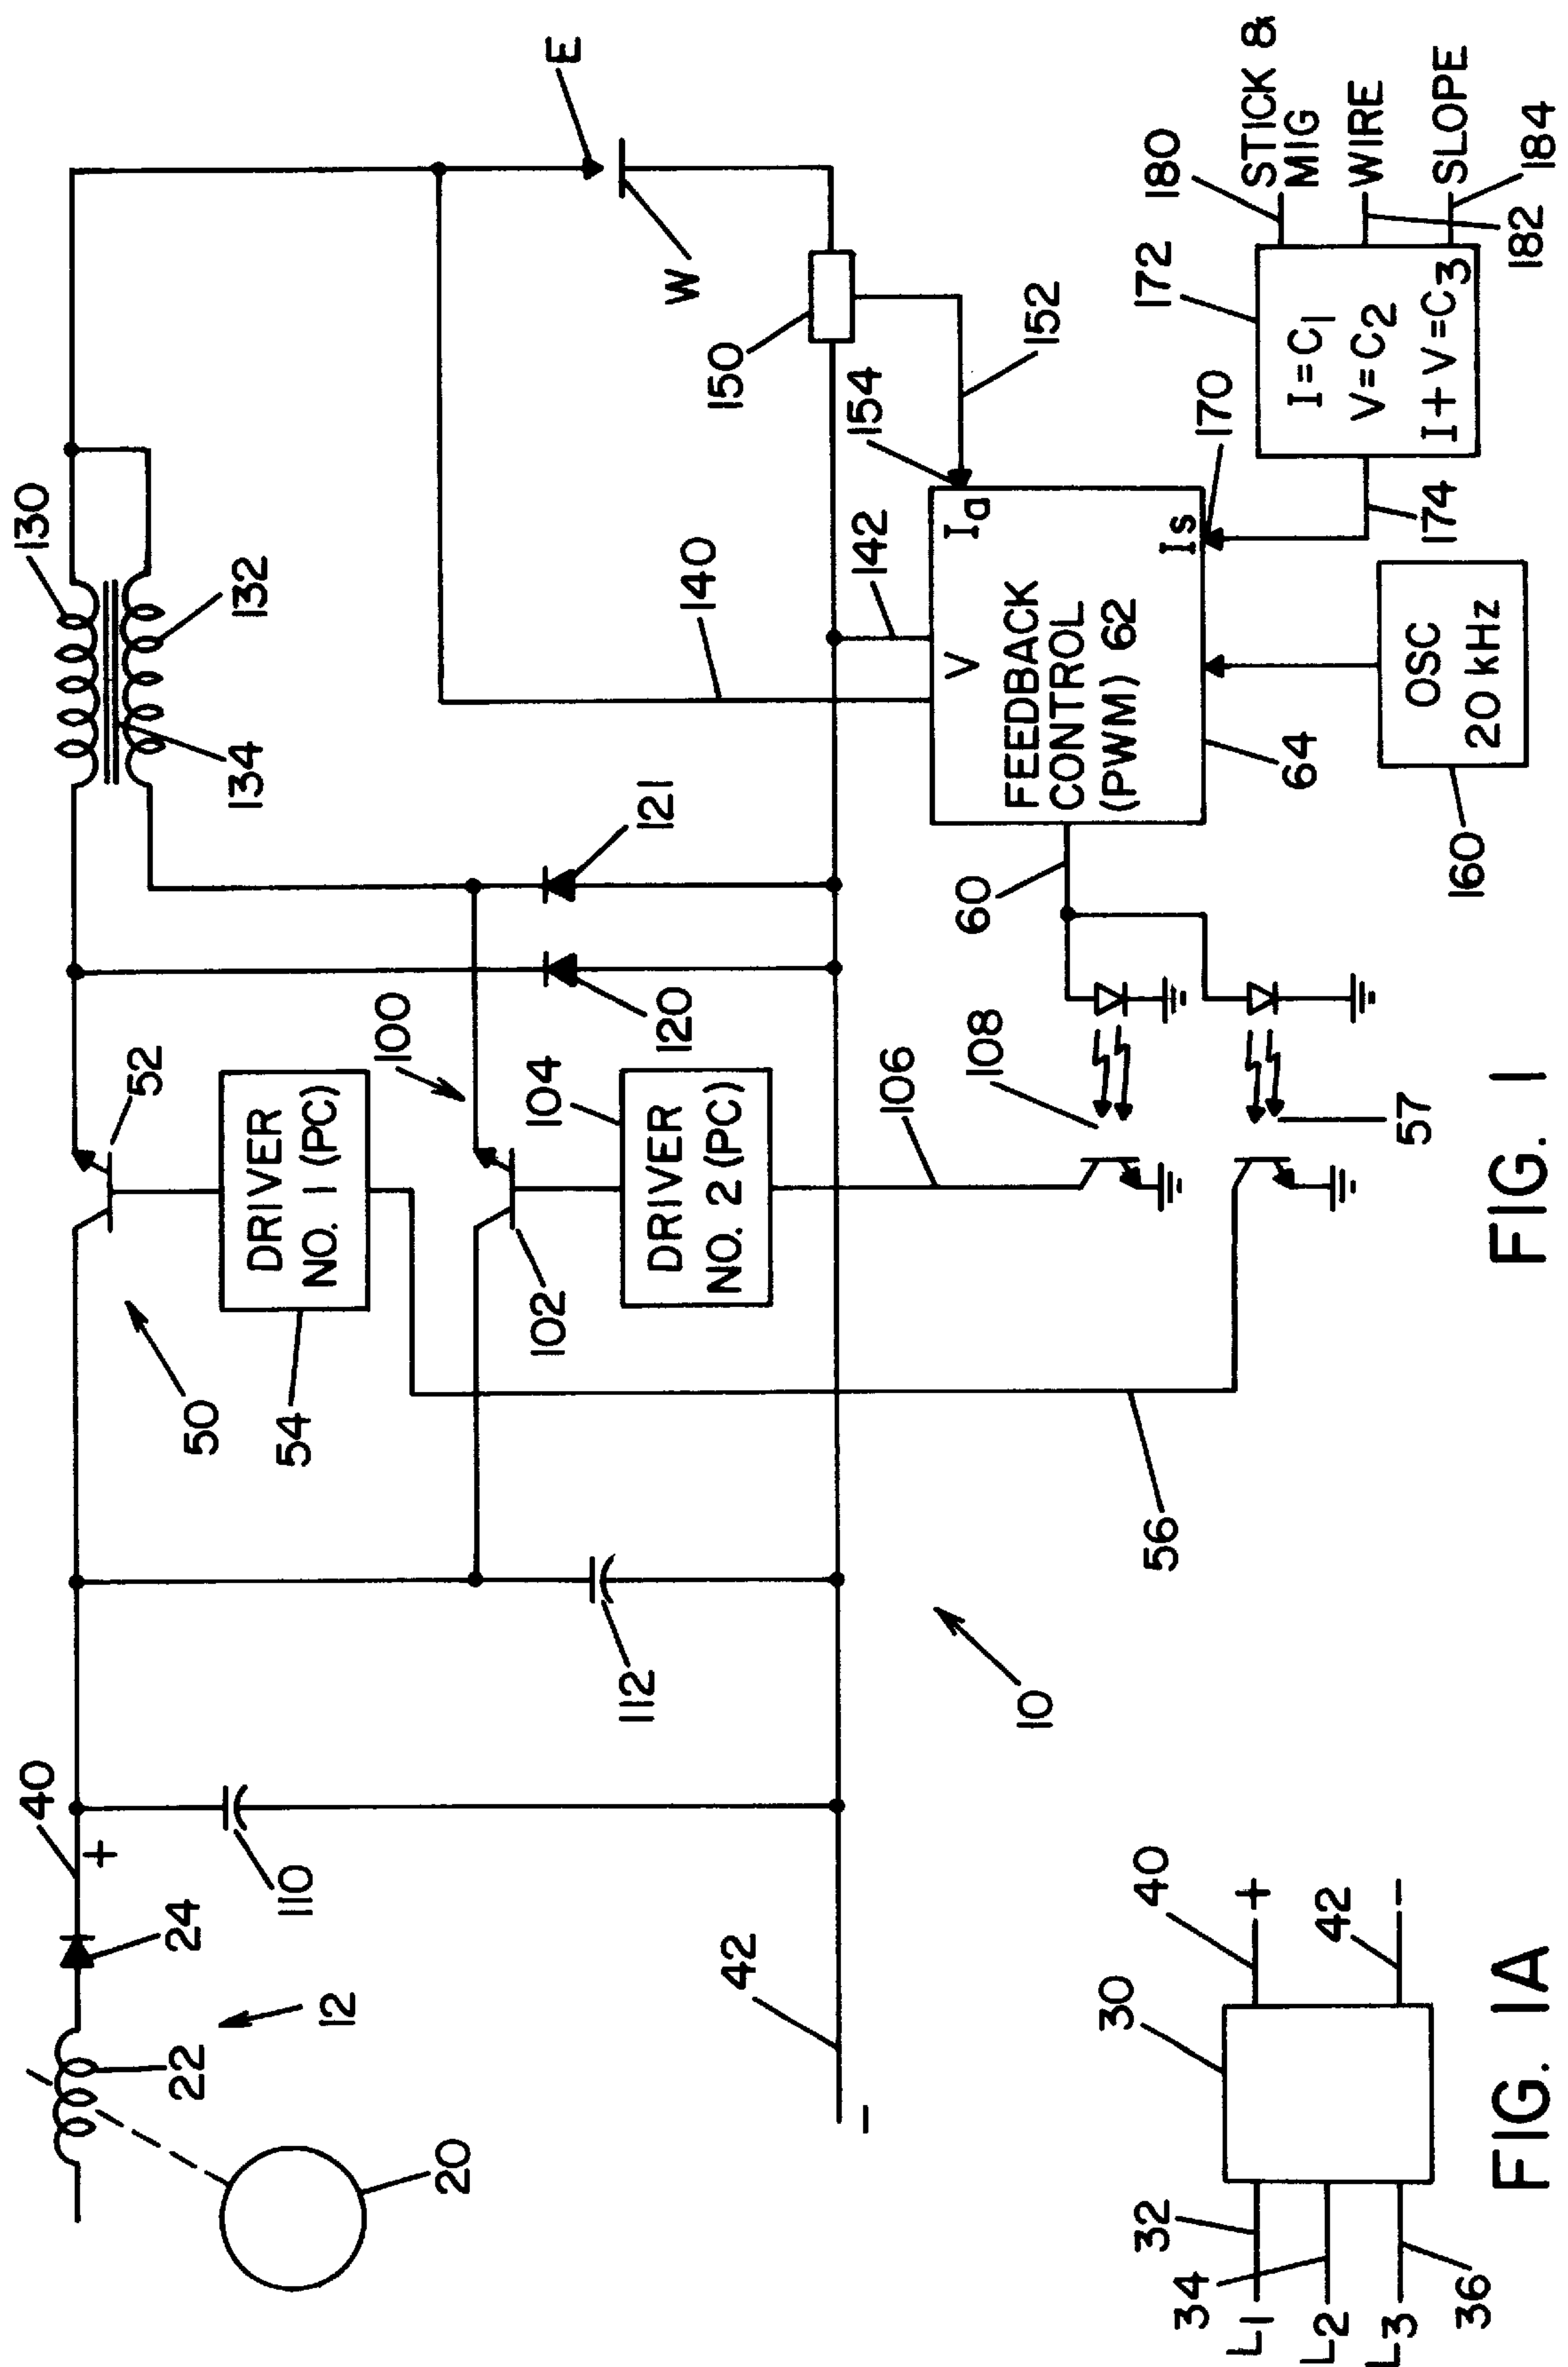 130
132
134
E
W
52
DRIVER
NO. 1 (PC)
50
54
100
104
DRIVER
NO. 2 (PC)
102
120
121
140
142
150
152
154
V
Ia
FEEDBACK
CONTROL
(PWM) 62
Is
170
172
I=C1
V=C2
I+V=C3
174
180
STICK &
MIG
WIRE
SLOPE
182
184
OSC
20 kHz
160
64
60
106
108
57
56
112
110
40
+
24
12
22
20
42
−
10
FIG. 1
30
40
+
42
−
32
34
36
L1
L2
L3
FIG. 1A